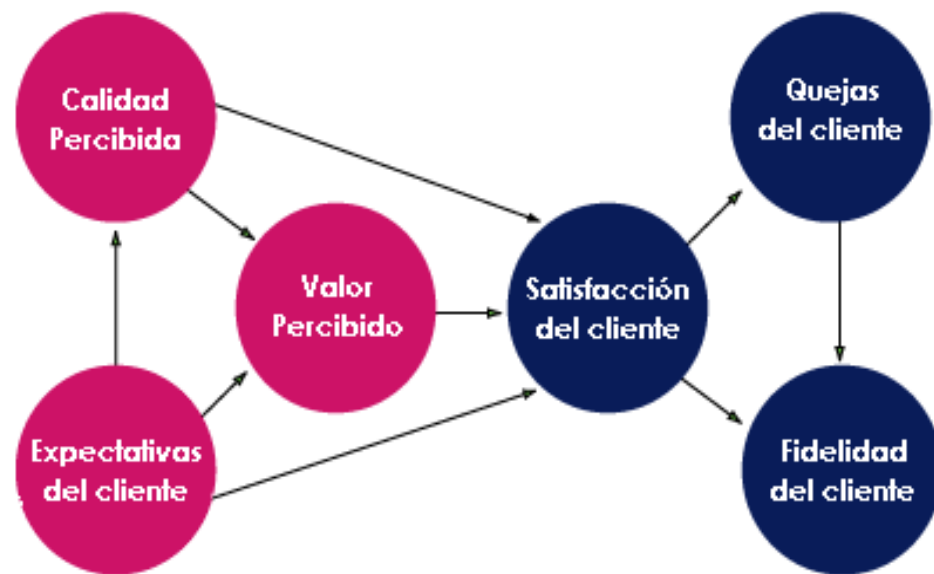 Calidad
Percibida
Quejas
del cliente
Valor
Percibido
Satisfacción
del cliente
Expectativas
del cliente
Fidelidad
del cliente